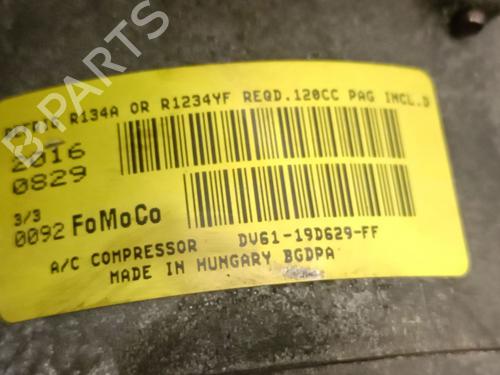 R134A OR R1234YF REQD.120CC PAG INCL.D
2016
0829
3/3
0092 FoMoCo
A/C COMPRESSOR DV61-19D629-FF
MADE IN HUNGARY BGDPA
B-PARTS